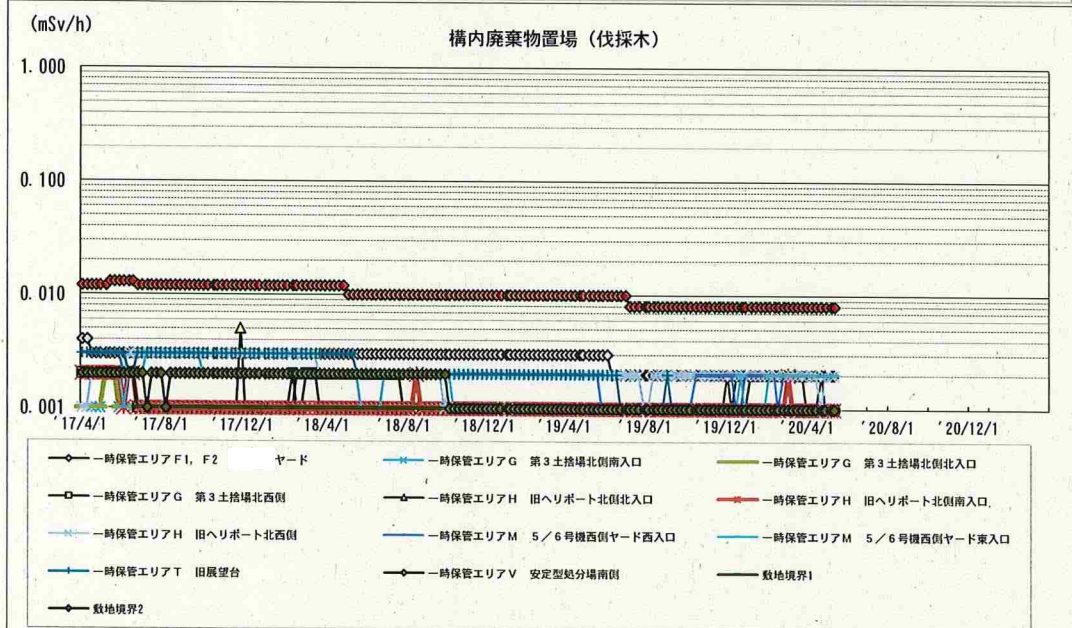 (mSv/h)
構内廃棄物置場（伐採木）
1.000
0.100
0.010
0.001
'17/4/1 '17/8/1 '17/12/1 '18/4/1 '18/8/1 '18/12/1 '19/4/1 '19/8/1 '19/12/1 '20/4/1 '20/8/1 '20/12/1
一時保管エリアF1, F2 ヤード 一時保管エリアG 第3土捨場北側南入口 一時保管エリアG 第3土捨場北側北入口
一時保管エリアG 第3土捨場北西側 一時保管エリアH 旧ヘリポート北側北入口 一時保管エリアH 旧ヘリポート北側南入口
一時保管エリアH 旧ヘリポート北西側 一時保管エリアM 5／6号機西側ヤード西入口 一時保管エリアM 5／6号機西側ヤード東入口
一時保管エリアT 旧展望台 一時保管エリアV 安定型処分場南側 敷地境界1
敷地境界2